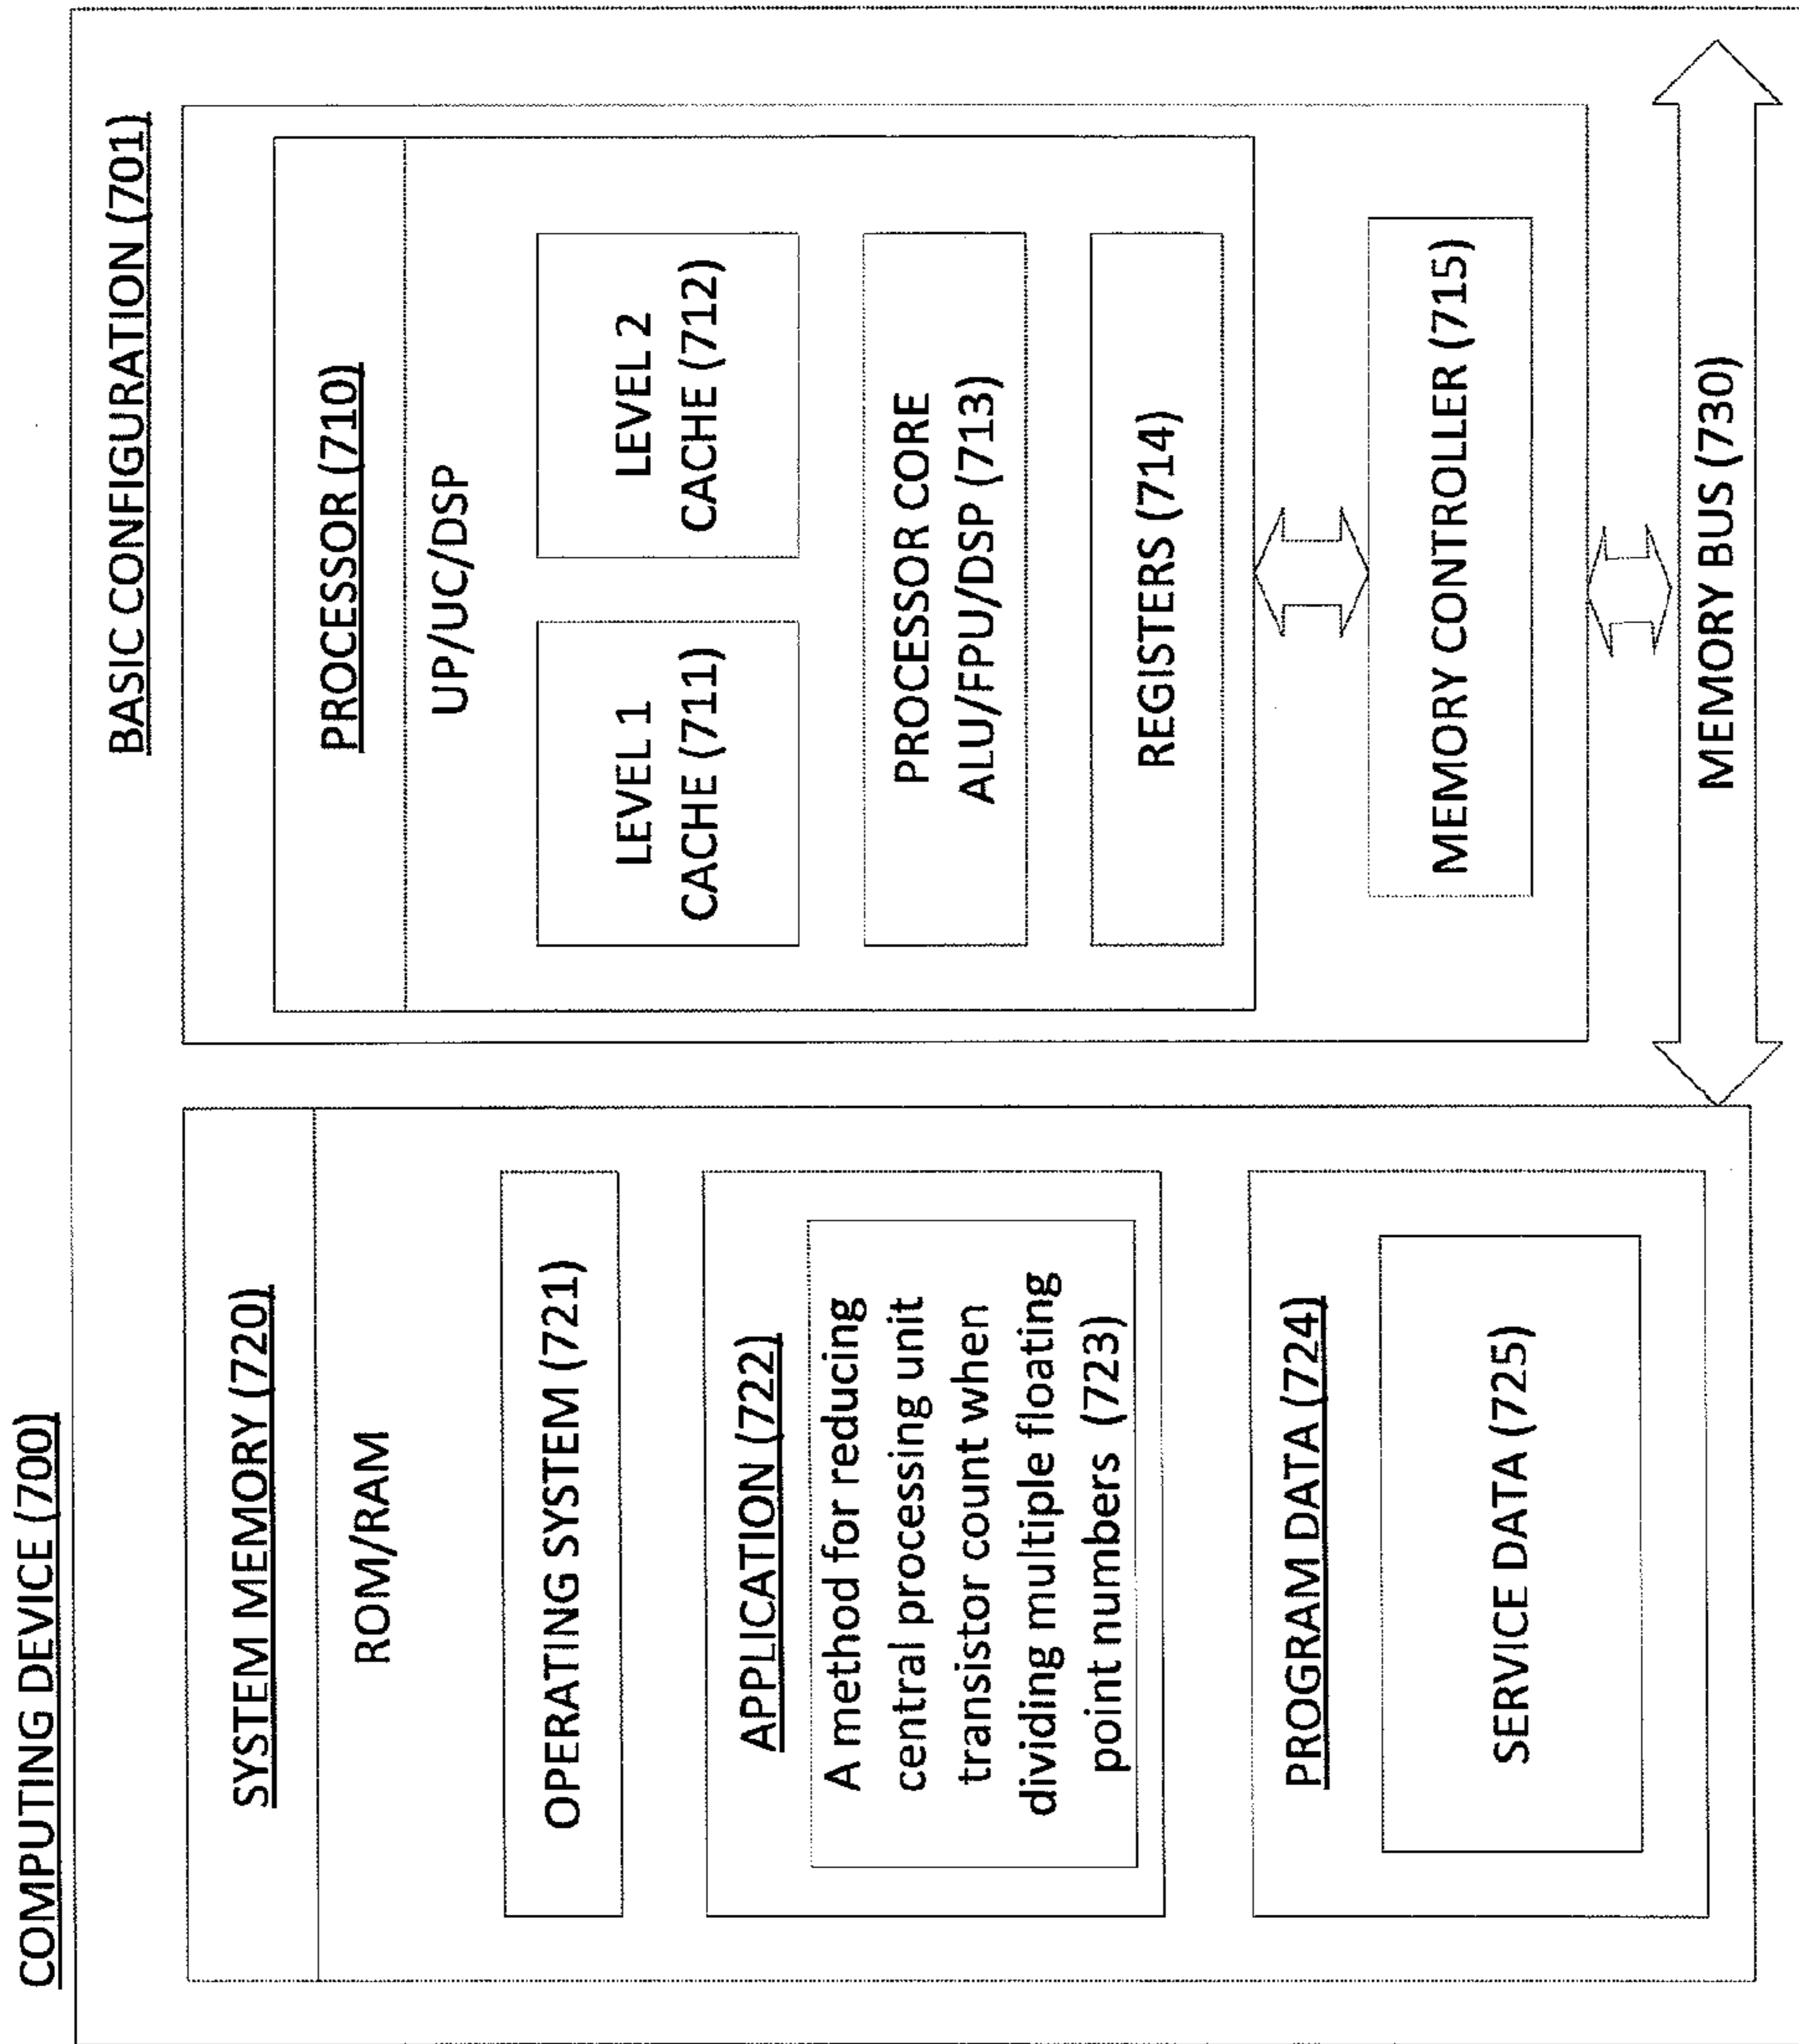 COMPUTING DEVICE (700)
SYSTEM MEMORY (720)
ROM/RAM
OPERATING SYSTEM (721)
APPLICATION (722)
A method for reducing
central processing unit
transistor count when
dividing multiple floating
point numbers (723)
PROGRAM DATA (724)
SERVICE DATA (725)
BASIC CONFIGURATION (701)
PROCESSOR (710)
UP/UC/DSP
LEVEL 1
CACHE (711)
LEVEL 2
CACHE (712)
PROCESSOR CORE
ALU/FPU/DSP (713)
REGISTERS (714)
MEMORY CONTROLLER (715)
MEMORY BUS (730)